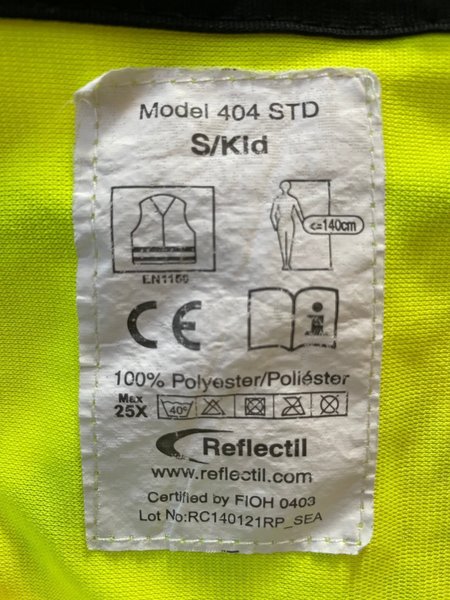 Model 404 STD
S/Kid
<=140cm
EN1150
100% Polyester/Poliéster
Max
25X
40°
Reflectil
www.reflectil.com
Certified by FIOH 0403
Lot No:RC140121RP_SEA